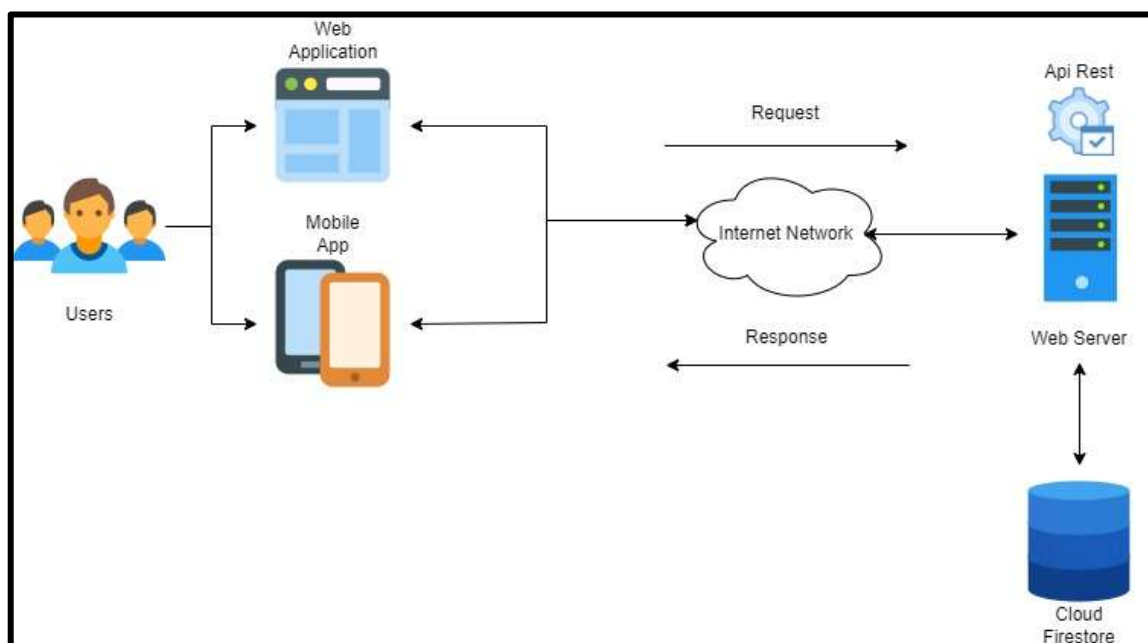 Web
Application
Api Rest
Request
Mobile
App
Internet Network
Users
Response
Web Server
Cloud
Firestore